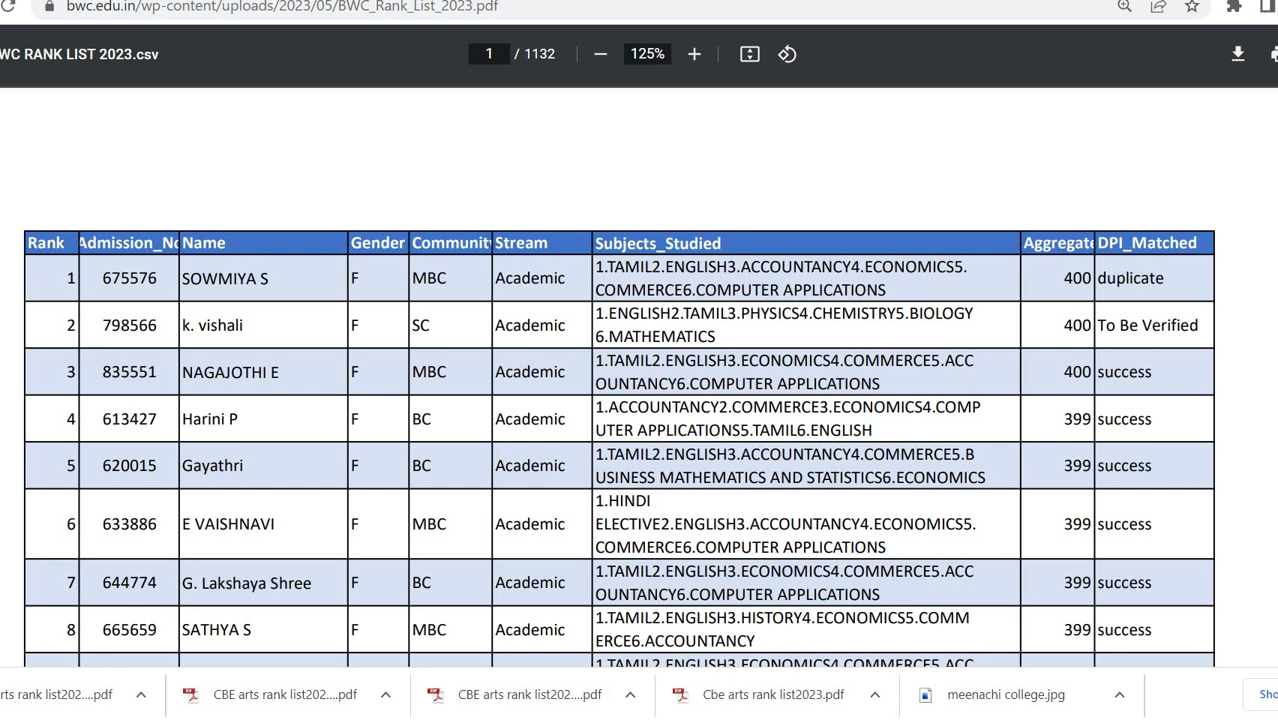 bwc.edu.in/wp-content/uploads/2023/05/BWC_Rank_List_2023.pdf
WC RANK LIST 2023.csv 1 / 1132 — 125% +
Rank Admission_No Name Gender Community Stream Subjects_Studied Aggregate DPI_Matched
1 675576 SOWMIYA S F MBC Academic 1.TAMIL2.ENGLISH3.ACCOUNTANCY4.ECONOMICS5. 400 duplicate
COMMERCE6.COMPUTER APPLICATIONS
2 798566 k. vishali F SC Academic 1.ENGLISH2.TAMIL3.PHYSICS4.CHEMISTRY5.BIOLOGY 400 To Be Verified
6.MATHEMATICS
3 835551 NAGAJOTHI E F MBC Academic 1.TAMIL2.ENGLISH3.ECONOMICS4.COMMERCE5.ACC 400 success
OUNTANCY6.COMPUTER APPLICATIONS
4 613427 Harini P F BC Academic 1.ACCOUNTANCY2.COMMERCE3.ECONOMICS4.COMP 399 success
UTER APPLICATIONS5.TAMIL6.ENGLISH
5 620015 Gayathri F BC Academic 1.TAMIL2.ENGLISH3.ACCOUNTANCY4.COMMERCE5.B 399 success
USINESS MATHEMATICS AND STATISTICS6.ECONOMICS
6 633886 E VAISHNAVI F MBC Academic 1.HINDI 399 success
ELECTIVE2.ENGLISH3.ACCOUNTANCY4.ECONOMICS5.
COMMERCE6.COMPUTER APPLICATIONS
7 644774 G. Lakshaya Shree F BC Academic 1.TAMIL2.ENGLISH3.ECONOMICS4.COMMERCE5.ACC 399 success
OUNTANCY6.COMPUTER APPLICATIONS
8 665659 SATHYA S F MBC Academic 1.TAMIL2.ENGLISH3.HISTORY4.ECONOMICS5.COMM 399 success
ERCE6.ACCOUNTANCY
1.TAMIL2.ENGLISH3.ECONOMICS4.COMMERCE5.ACC
rts rank list202....pdf CBE arts rank list202....pdf CBE arts rank list202....pdf Cbe arts rank list2023.pdf meenachi college.jpg Sho